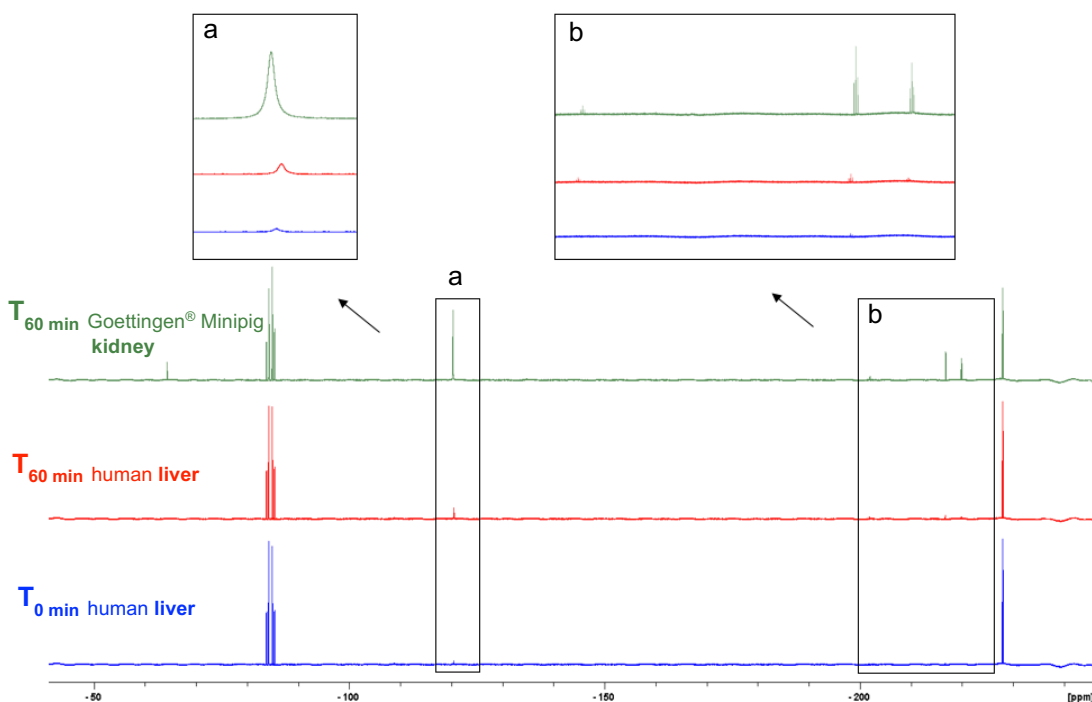 a
b
a
b
T60 min Goettingen® Minipig
kidney
T60 min human liver
T0 min human liver
- 50
- 100
- 150
- 200
[ppm]